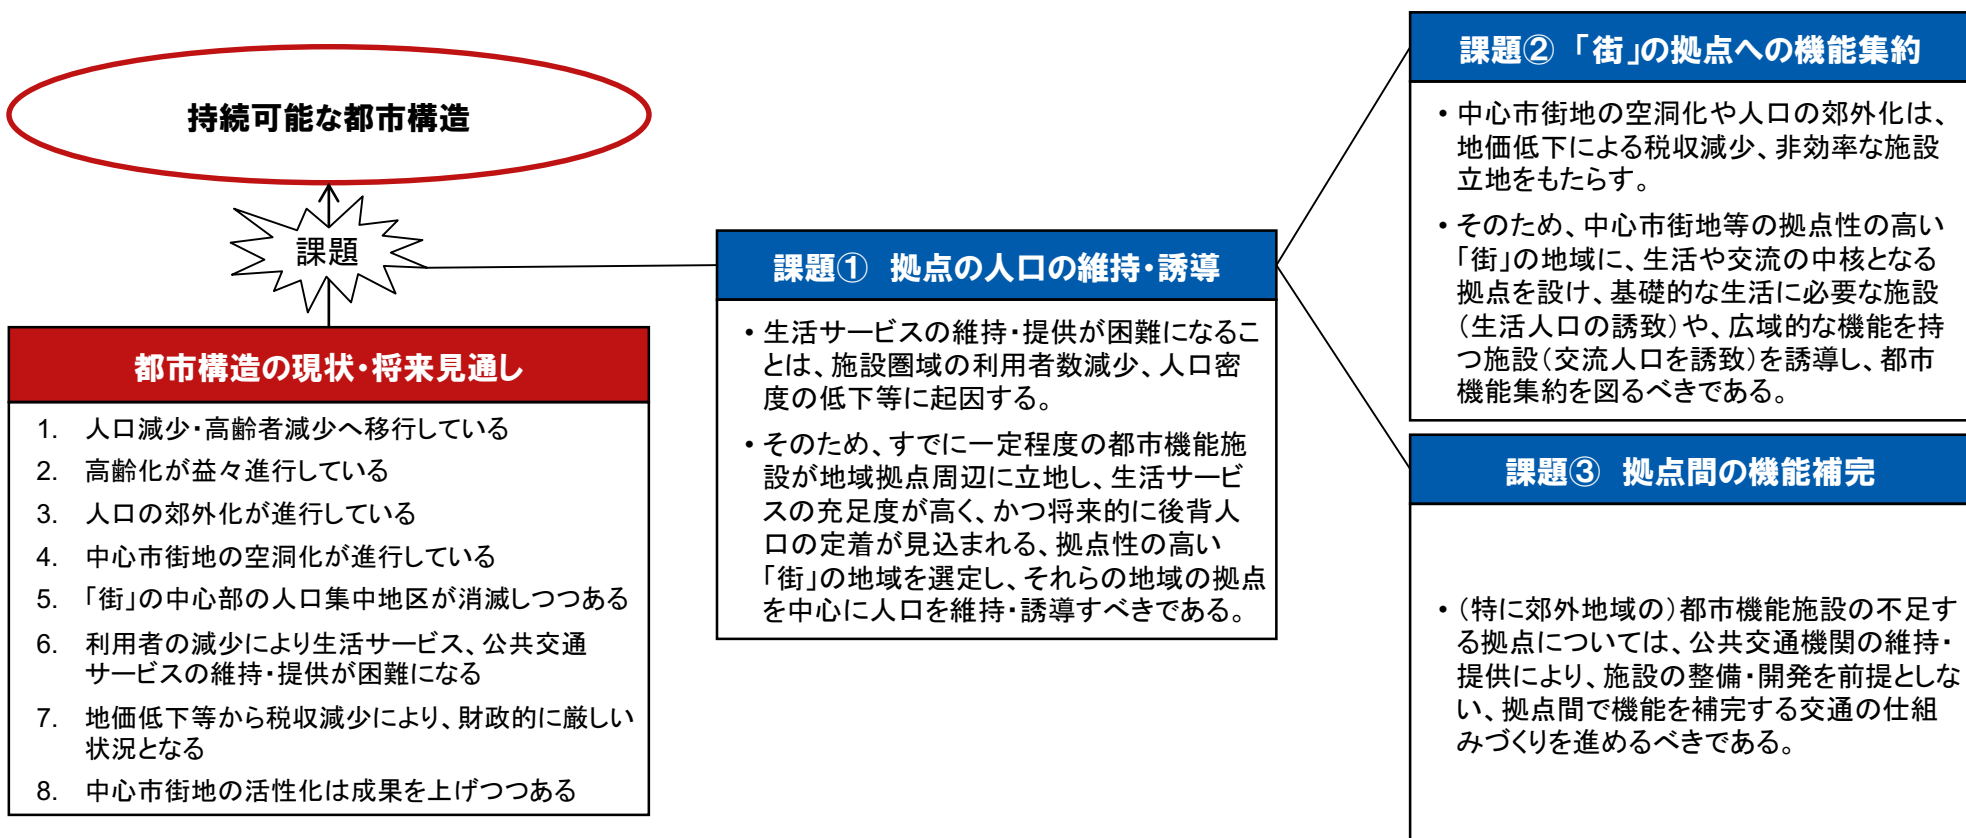 持続可能な都市構造
課題
都市構造の現状・将来見通し
1. 人口減少・高齢者減少へ移行している
2. 高齢化が益々進行している
3. 人口の郊外化が進行している
4. 中心市街地の空洞化が進行している
5. 「街」の中心部の人口集中地区が消滅しつつある
6. 利用者の減少により生活サービス、公共交通
サービスの維持・提供が困難になる
7. 地価低下等から税収減少により、財政的に厳しい
状況となる
8. 中心市街地の活性化は成果を上げつつある
課題① 拠点の人口の維持・誘導
• 生活サービスの維持・提供が困難になるこ
とは、施設圏域の利用者数減少、人口密
度の低下等に起因する。
• そのため、すでに一定程度の都市機能施
設が地域拠点周辺に立地し、生活サービ
スの充足度が高く、かつ将来的に後背人
口の定着が見込まれる、拠点性の高い
「街」の地域を選定し、それらの地域の拠点
を中心に人口を維持・誘導すべきである。
課題② 「街」の拠点への機能集約
• 中心市街地の空洞化や人口の郊外化は、
地価低下による税収減少、非効率な施設
立地をもたらす。
• そのため、中心市街地等の拠点性の高い
「街」の地域に、生活や交流の中核となる
拠点を設け、基礎的な生活に必要な施設
（生活人口の誘致）や、広域的な機能を持
つ施設（交流人口を誘致）を誘導し、都市
機能集約を図るべきである。
課題③ 拠点間の機能補完
• （特に郊外地域の）都市機能施設の不足す
る拠点については、公共交通機関の維持・
提供により、施設の整備・開発を前提としな
い、拠点間で機能を補完する交通の仕組
みづくりを進めるべきである。